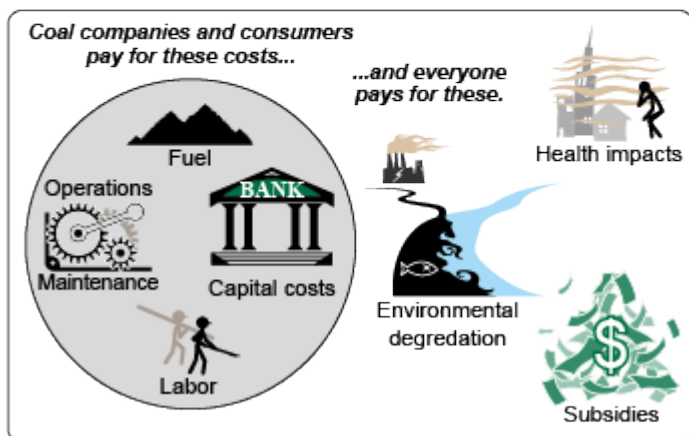 Coal companies and consumers
pay for these costs...
...and everyone
pays for these.
Fuel
Operations
Maintenance
BANK
Capital costs
Labor
Health impacts
Environmental
degredation
$
Subsidies